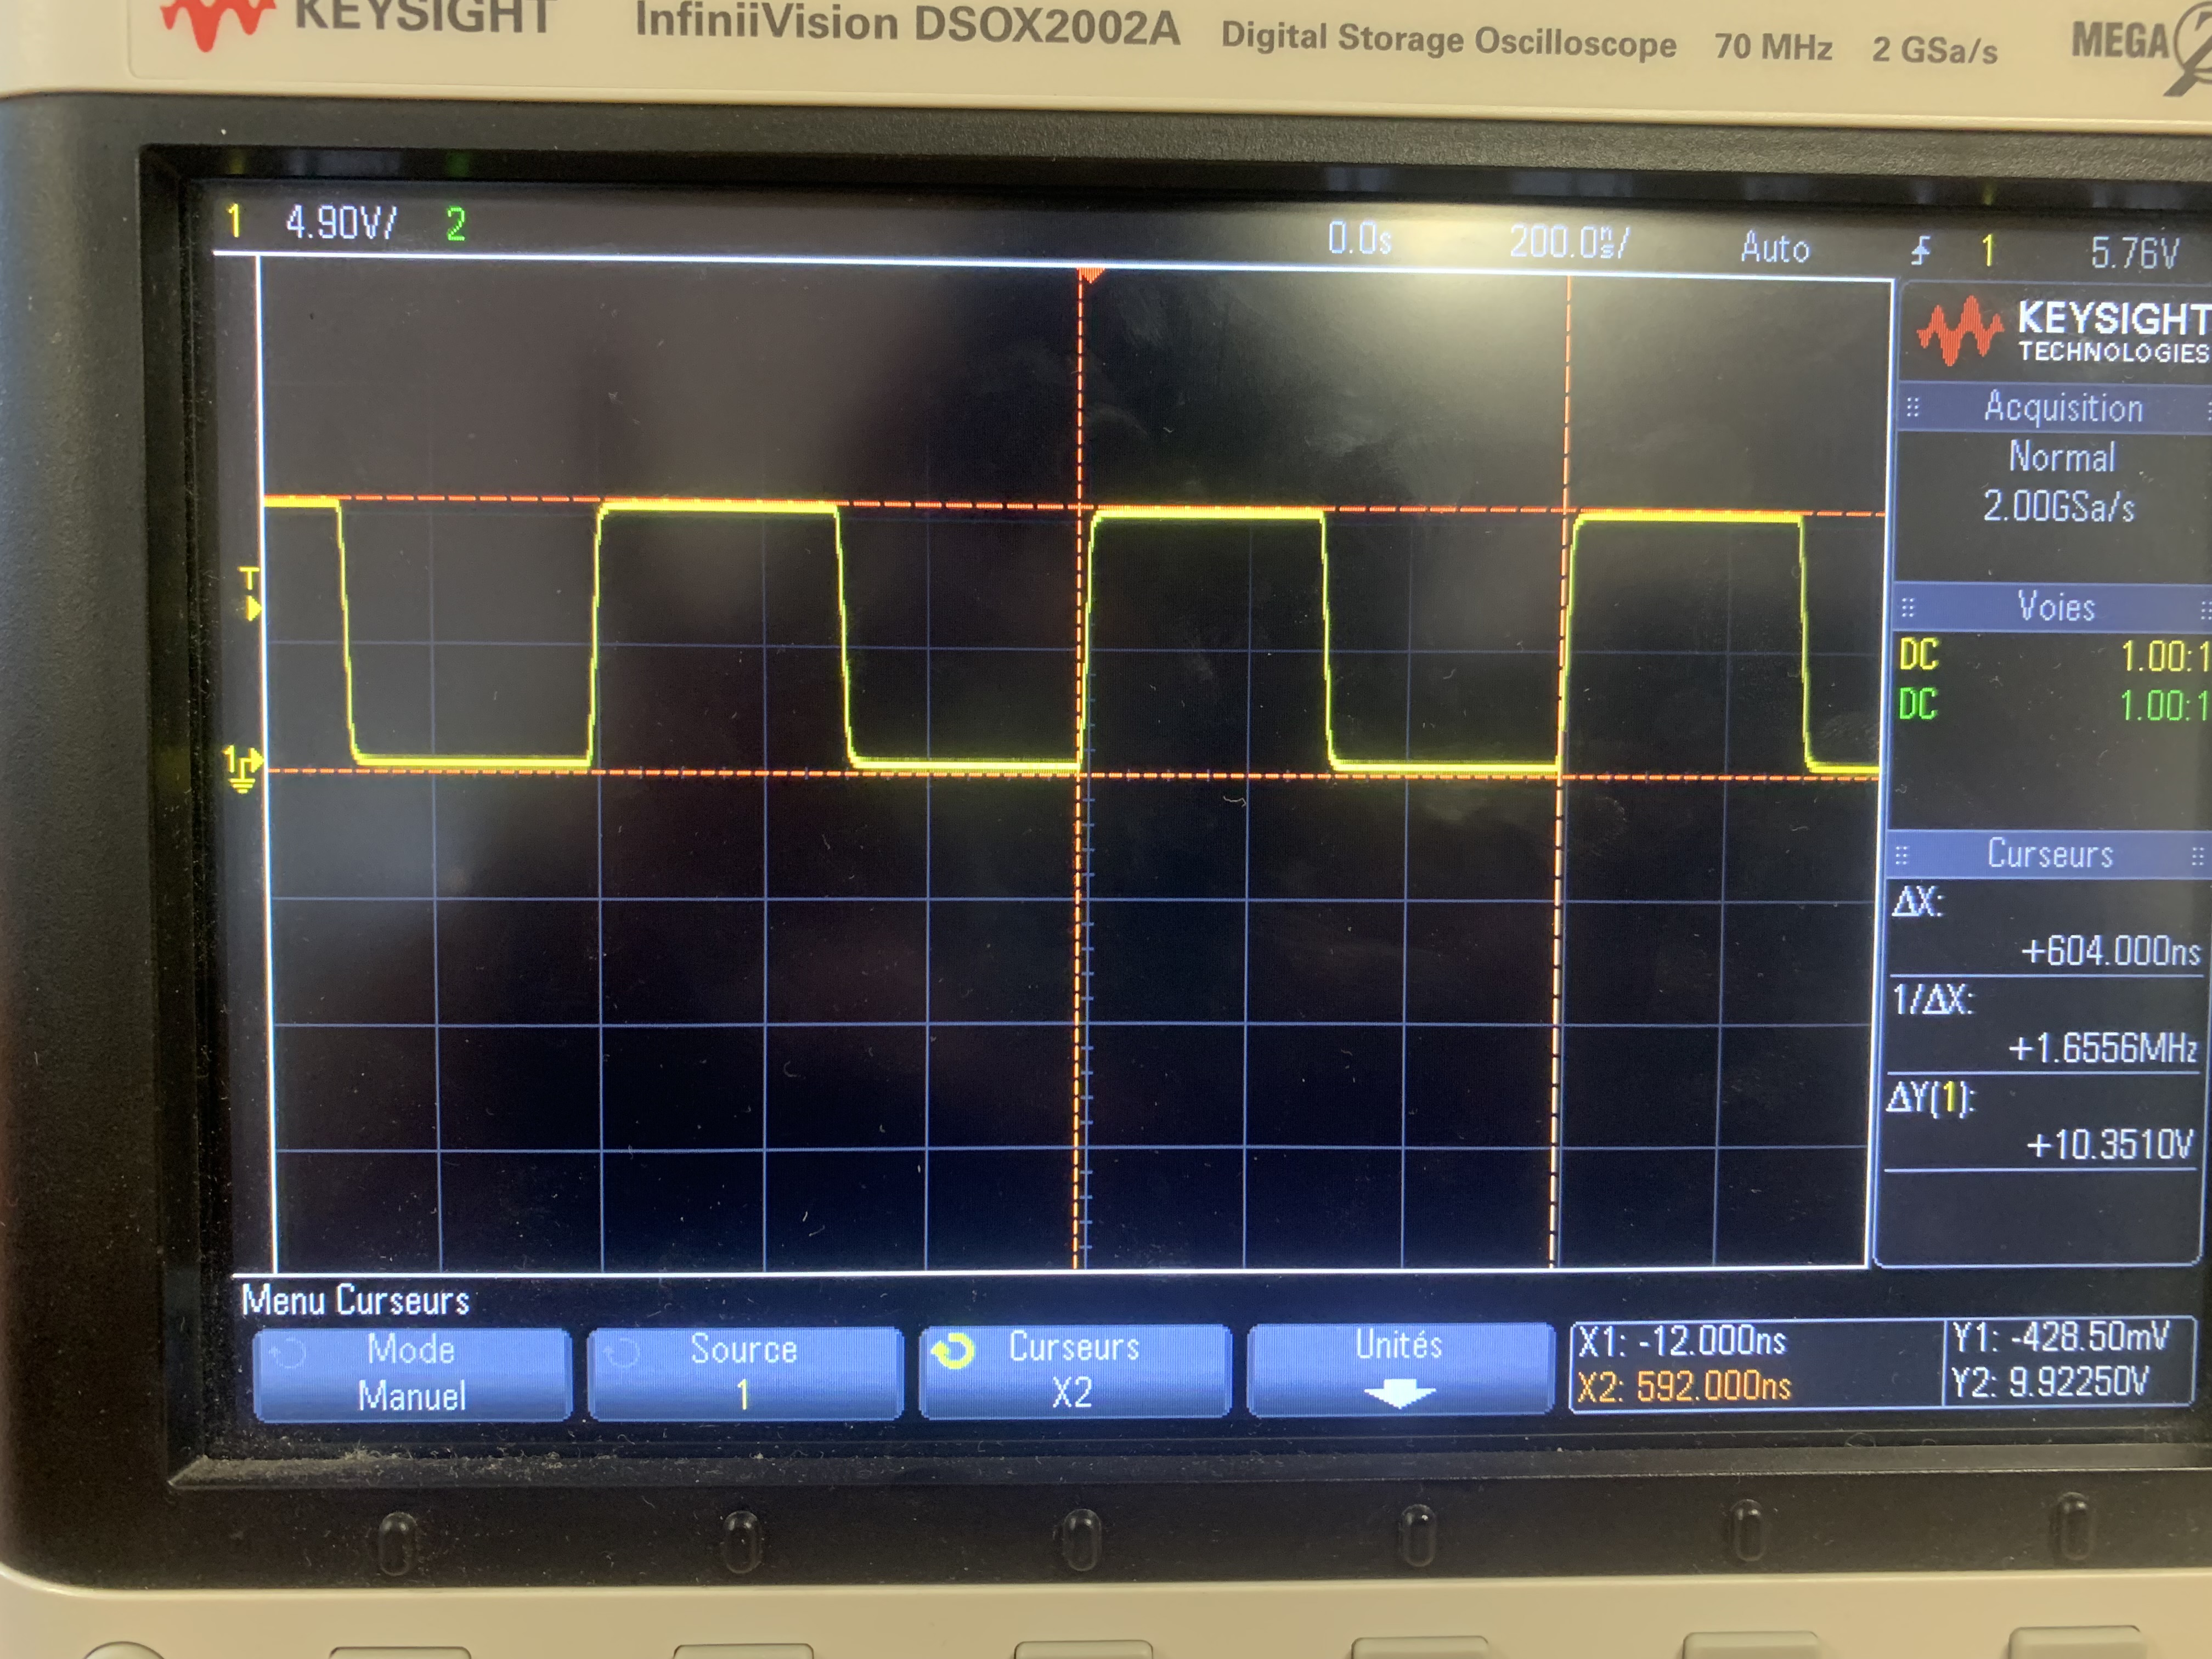 KEYSIGHT InfiniiVision DSOX2002A Digital Storage Oscilloscope 70 MHz 2 GSa/s MEGA
1 4.90V/ 2 0.0s 200.0ns/ Auto 1 5.76V
KEYSIGHT
TECHNOLOGIES
Acquisition
Normal
2.00GSa/s
T
Voies
DC 1.00:1
DC 1.00:1
1
Curseurs
ΔX:
+604.000ns
1/ΔX:
+1.6556MHz
ΔY(1):
+10.3510V
Menu Curseurs
Mode
Manuel
Source
1
Curseurs
X2
Unités
X1: -12.000ns
X2: 592.000ns
Y1: -428.50mV
Y2: 9.92250V